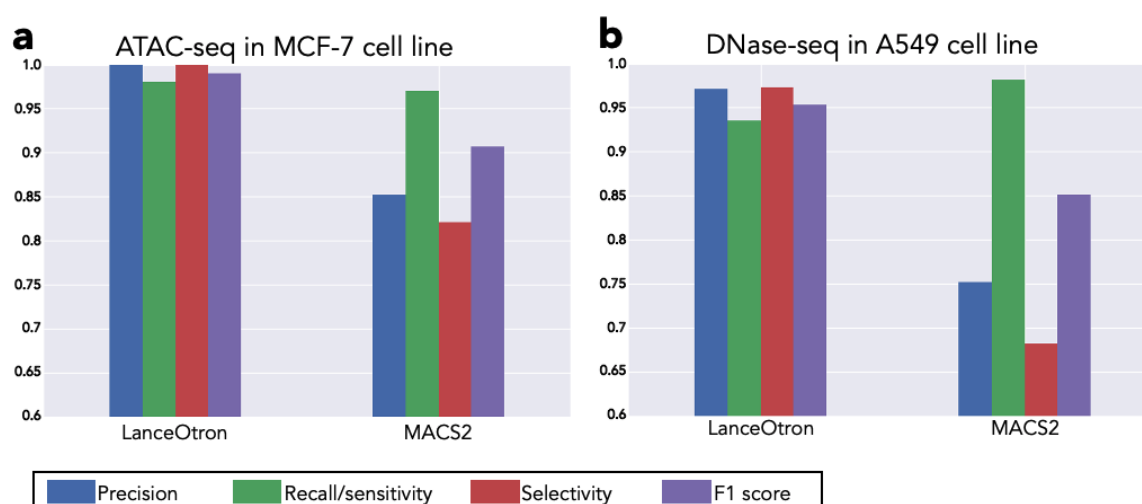 a
ATAC-seq in MCF-7 cell line
1.0
0.95
0.9
0.85
0.8
0.75
0.7
0.65
0.6
LanceOtron MACS2
b
DNase-seq in A549 cell line
1.0
0.95
0.9
0.85
0.8
0.75
0.7
0.65
0.6
LanceOtron MACS2
Precision Recall/sensitivity Selectivity F1 score